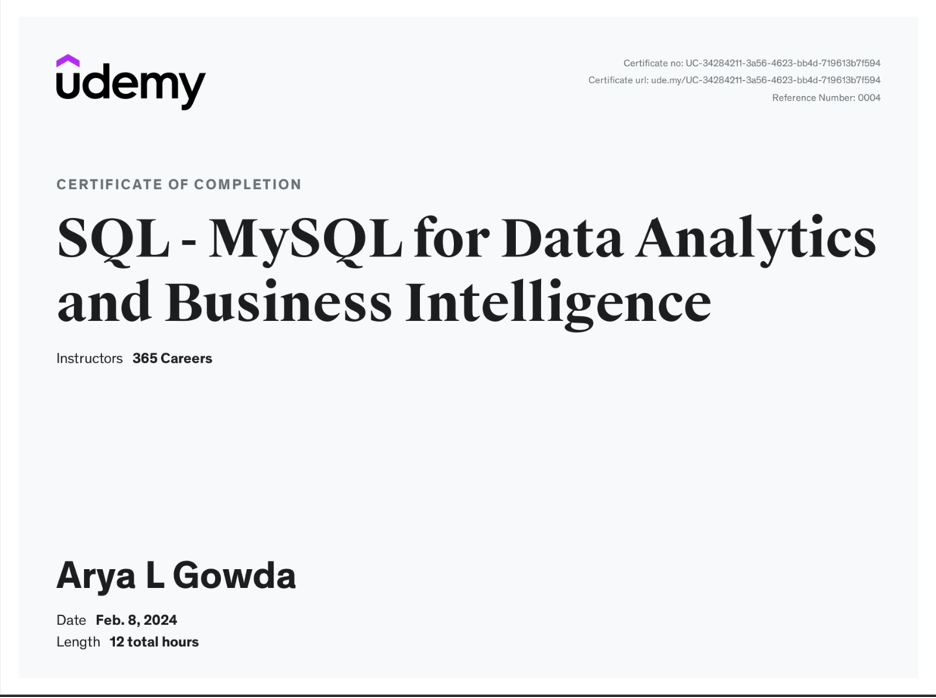 udemy
Certificate no: UC-34284211-3a56-4623-bb4d-719613b7f594
Certificate url: ude.my/UC-34284211-3a56-4623-bb4d-719613b7f594
Reference Number: 0004
CERTIFICATE OF COMPLETION
SQL - MySQL for Data Analytics
and Business Intelligence
Instructors 365 Careers
Arya L Gowda
Date Feb. 8, 2024
Length 12 total hours